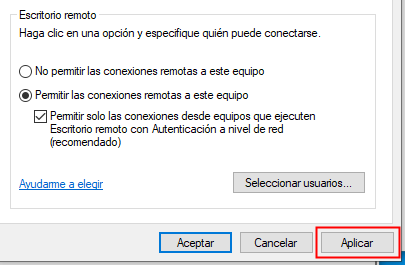 Escritorio remoto
Haga clic en una opción y especifique quién puede conectarse.
No permitir las conexiones remotas a este equipo
Permitir las conexiones remotas a este equipo
Permitir solo las conexiones desde equipos que ejecuten
Escritorio remoto con Autenticación a nivel de red
(recomendado)
Ayudarme a elegir
Seleccionar usuarios...
Aceptar
Cancelar
Aplicar